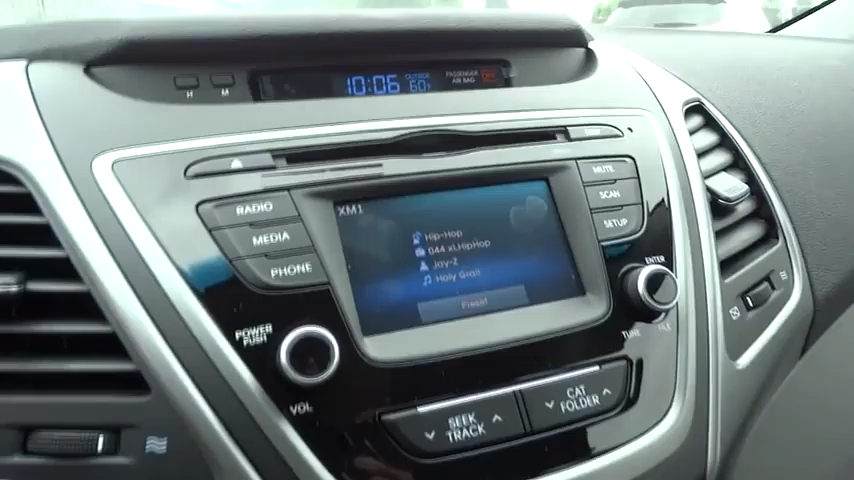 H M
10:06
OUTSIDE
60°F
PASSENGER
AIR BAG
OFF
RADIO
MEDIA
PHONE
MUTE
SCAN
SETUP
XM1
Hip-Hop
044 XLHipHop
Jay-Z
Holy Grail
Preset
ENTER
TUNE
FILE
POWER
PUSH
VOL
SEEK
TRACK
CAT
FOLDER